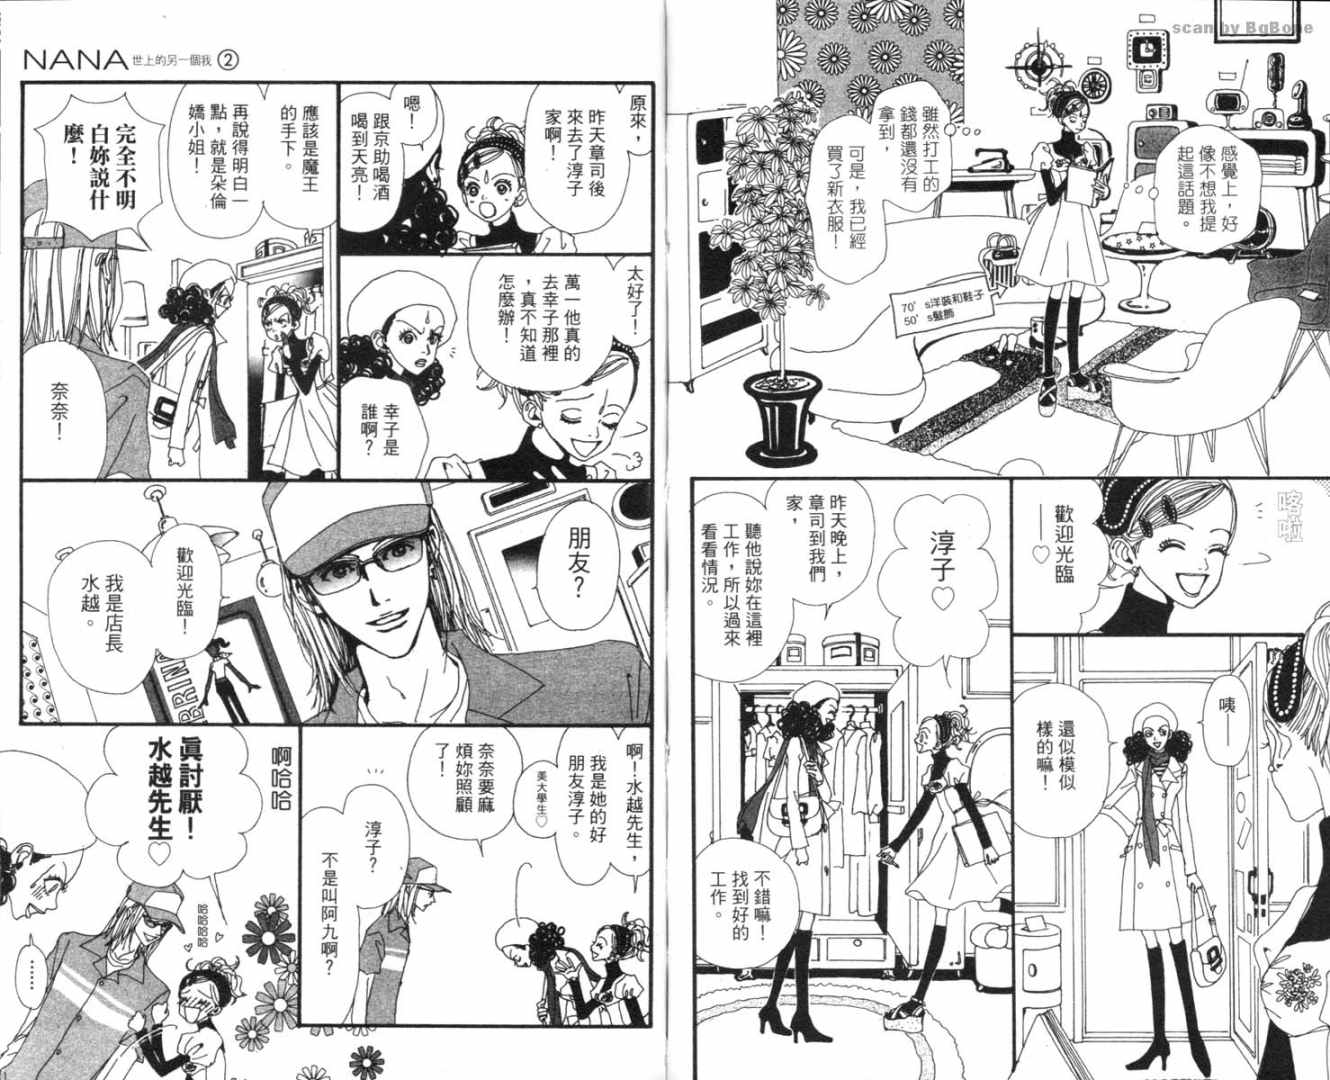 scan by BgBone
感覺上，好
像不想我提
起這話題。
雖然打工的
錢都還沒有
拿到，
可是，我已經
買了新衣服！
70's洋裝和鞋子
50's髮飾
喀啦
歡迎光臨
——♡
咦——
還似模似
樣的嘛！
淳子♡
昨天晚上，
章司到我們
家，
聽他說妳在這裡
工作，所以過來
看看情況。
不錯嘛！
找到好的
工作。
NANA 世上的另一個我 ②
原來，
昨天章司後
來去了淳子
家啊！
嗯！
跟京助喝酒
喝到天亮！
應該是魔王
的手下。
再說得明白一
點，就是朵倫
嬌小姐！
完全不明
白妳說什
麼！
太好了！
萬一他真的
去幸子那裡
，真不知道
怎麼辦！
幸子是
誰啊？
奈奈！
朋友？
歡迎光臨！
我是店長
水越。
BRING
啊！水越先生，
我是她的好
朋友淳子。
美大學生♡
奈奈要麻
煩妳照顧
了！
淳子？
不是叫阿九啊？
啊哈哈
真討厭！
水越先生♡
哈哈哈哈
……